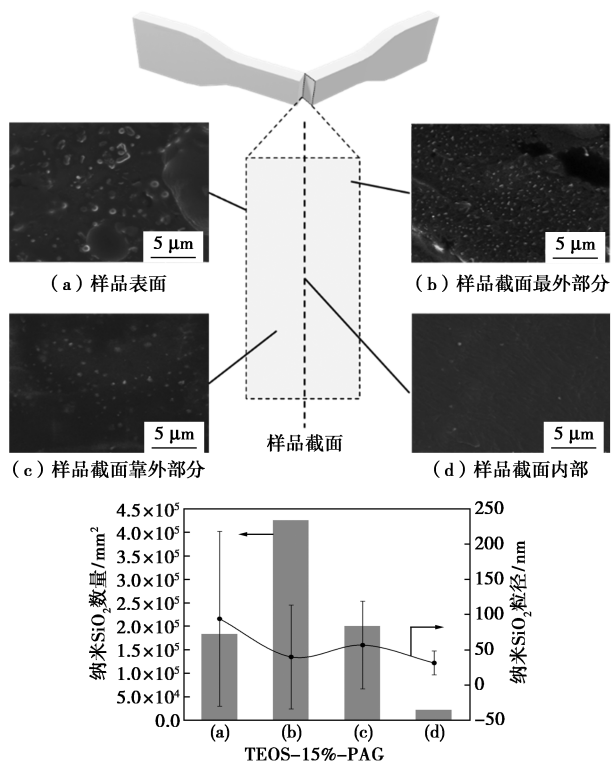 5 μm
5 μm
(a)样品表面
(b)样品截面最外部分
5 μm
5 μm
样品截面
(c)样品截面靠外部分
(d)样品截面内部
纳米SiO₂数量/mm²
4.5×10⁵
4.0×10⁵
4.5×10⁵
3.0×10⁵
2.5×10⁵
2.0×10⁵
1.5×10⁵
1.0×10⁵
5.0×10⁴
0.0
250
200
150
100
50
0
−50
纳米SiO₂粒径/nm
(a) (b) (c) (d)
TEOS−15%−PAG